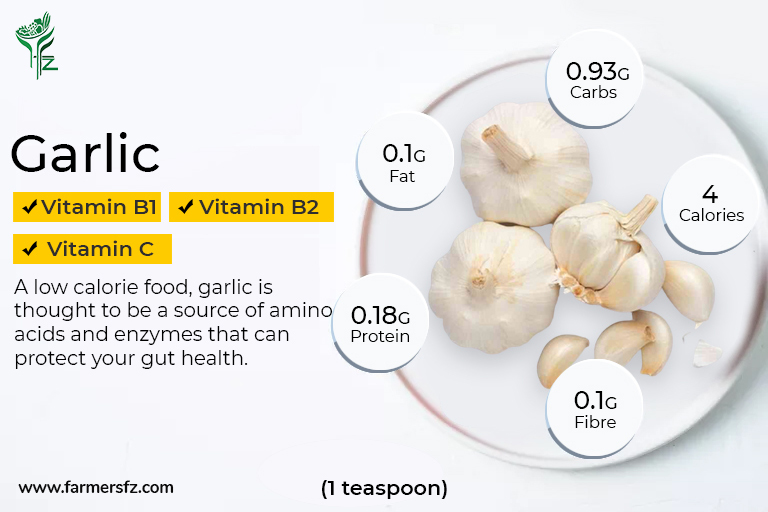 Garlic
Vitamin B1
Vitamin B2
Vitamin C
A low calorie food, garlic is
thought to be a source of amino
acids and enzymes that can
protect your gut health.
0.93G
Carbs
0.1G
Fat
4
Calories
0.18G
Protein
0.1G
Fibre
www.farmersfz.com
(1 teaspoon)